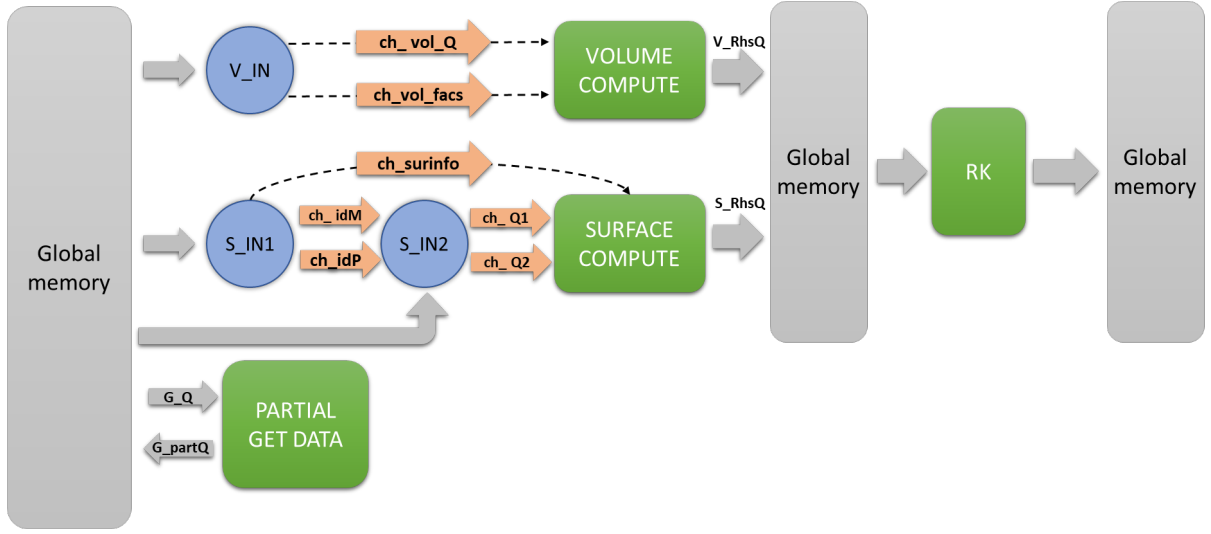 Global
memory
V_IN
ch_ vol_Q
ch_vol_facs
VOLUME
COMPUTE
V_RhsQ
ch_surinfo
S_IN1
ch_ idM
ch_idP
S_IN2
ch_ Q1
ch_ Q2
SURFACE
COMPUTE
S_RhsQ
G_Q
G_partQ
PARTIAL
GET DATA
Global
memory
RK
Global
memory